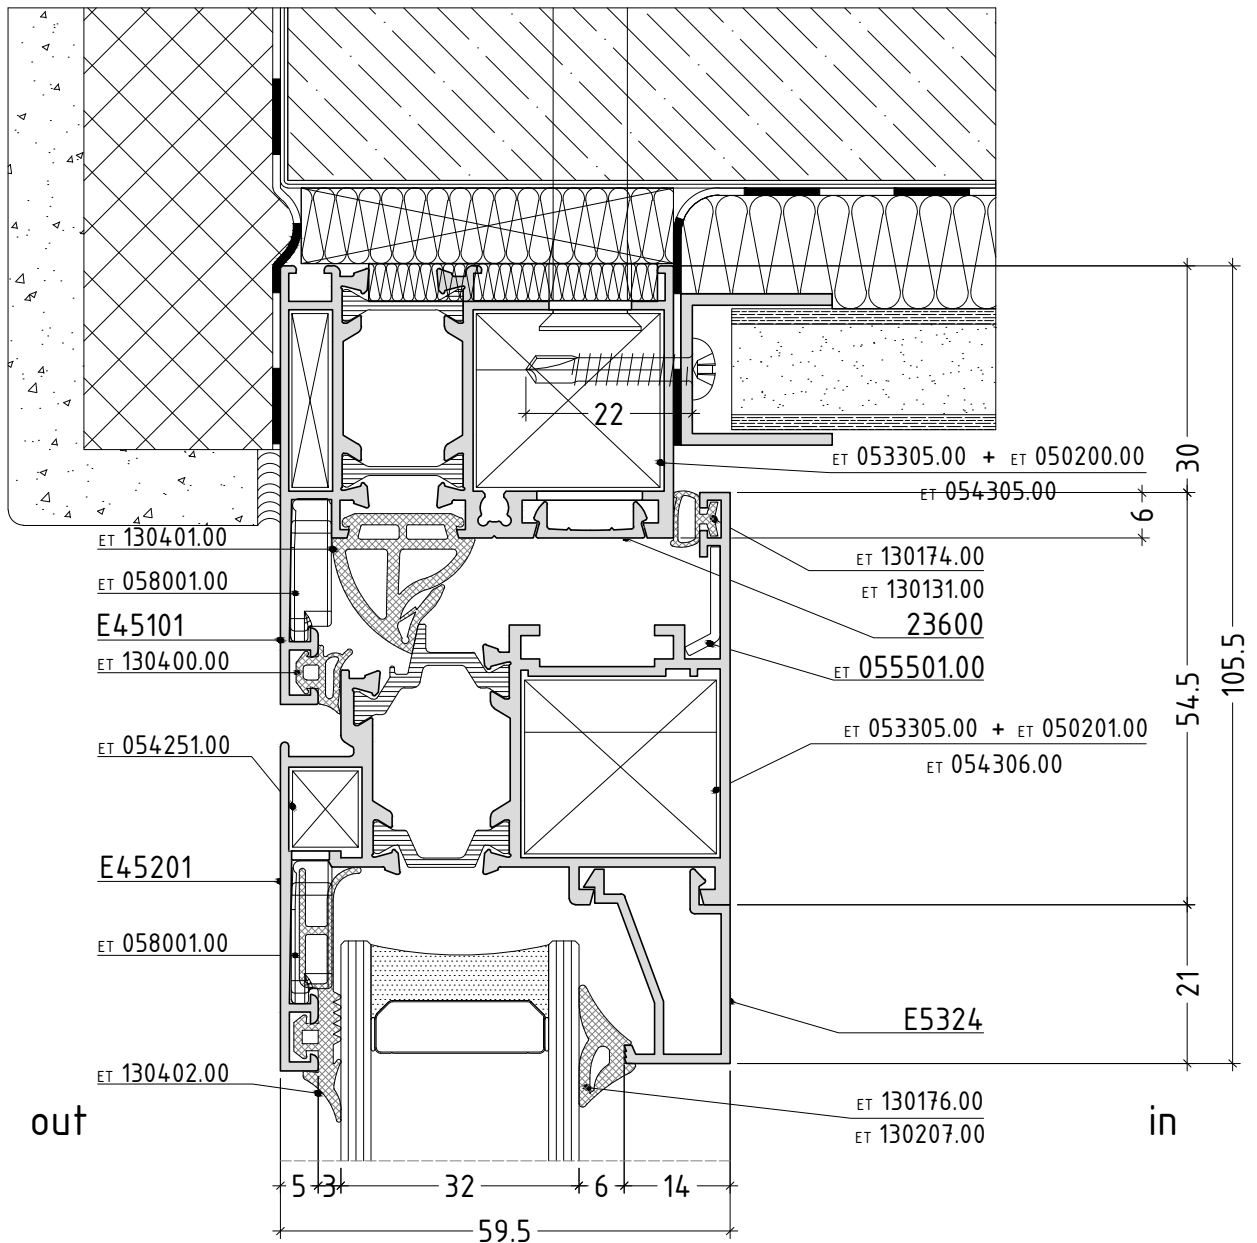 22
ET 053305.00 + ET 050200.00
ET 054305.00
30
6
ET 130401.00
ET 058001.00
E45101
ET 130400.00
ET 130174.00
ET 130131.00
23600
ET 055501.00
54.5
105.5
ET 054251.00
ET 053305.00 + ET 050201.00
ET 054306.00
E45201
ET 058001.00
21
E5324
ET 130402.00
ET 130176.00
ET 130207.00
out
in
5 3 32 6 14
59.5